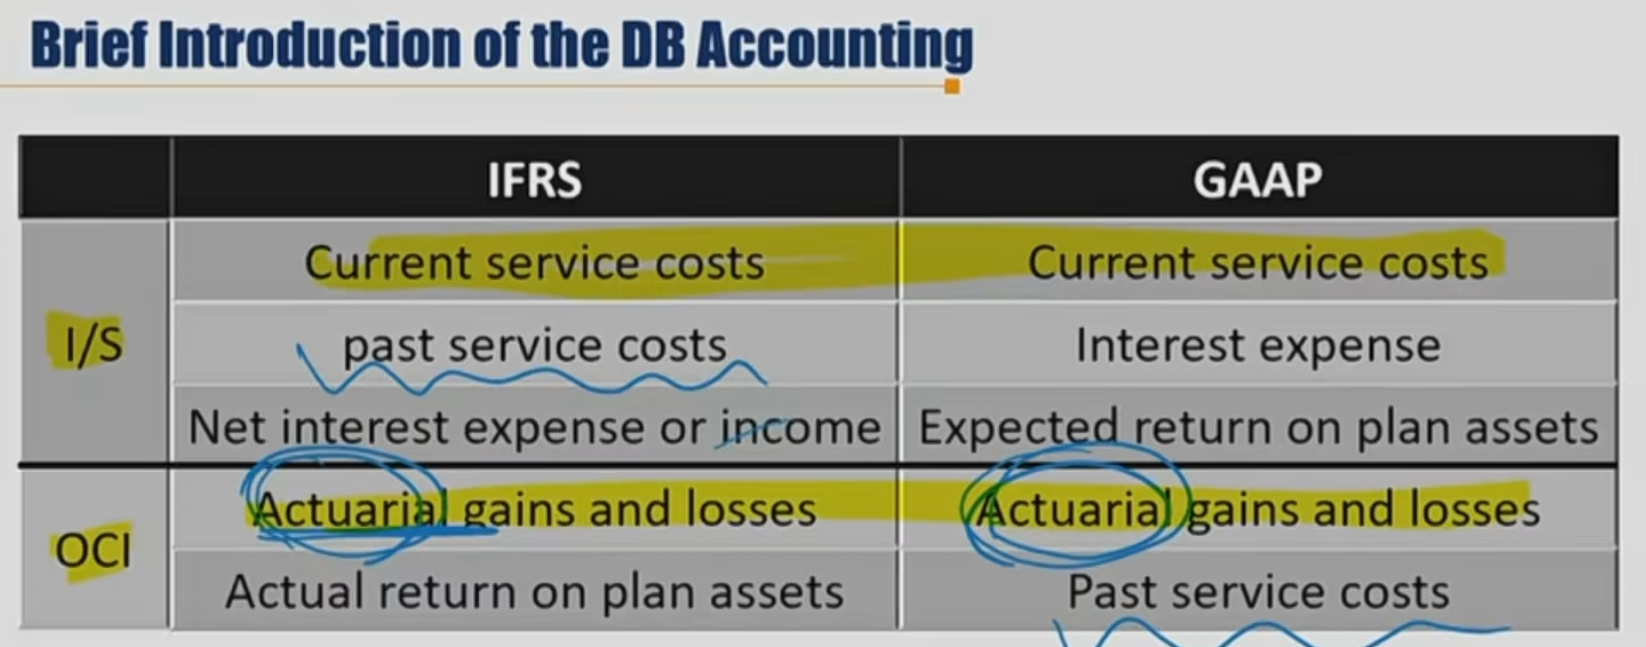 Brief Introduction of the DB Accounting
IFRS GAAP
I/S
Current service costs Current service costs
past service costs Interest expense
Net interest expense or income Expected return on plan assets
OCI
Actuarial gains and losses Actuarial gains and losses
Actual return on plan assets Past service costs